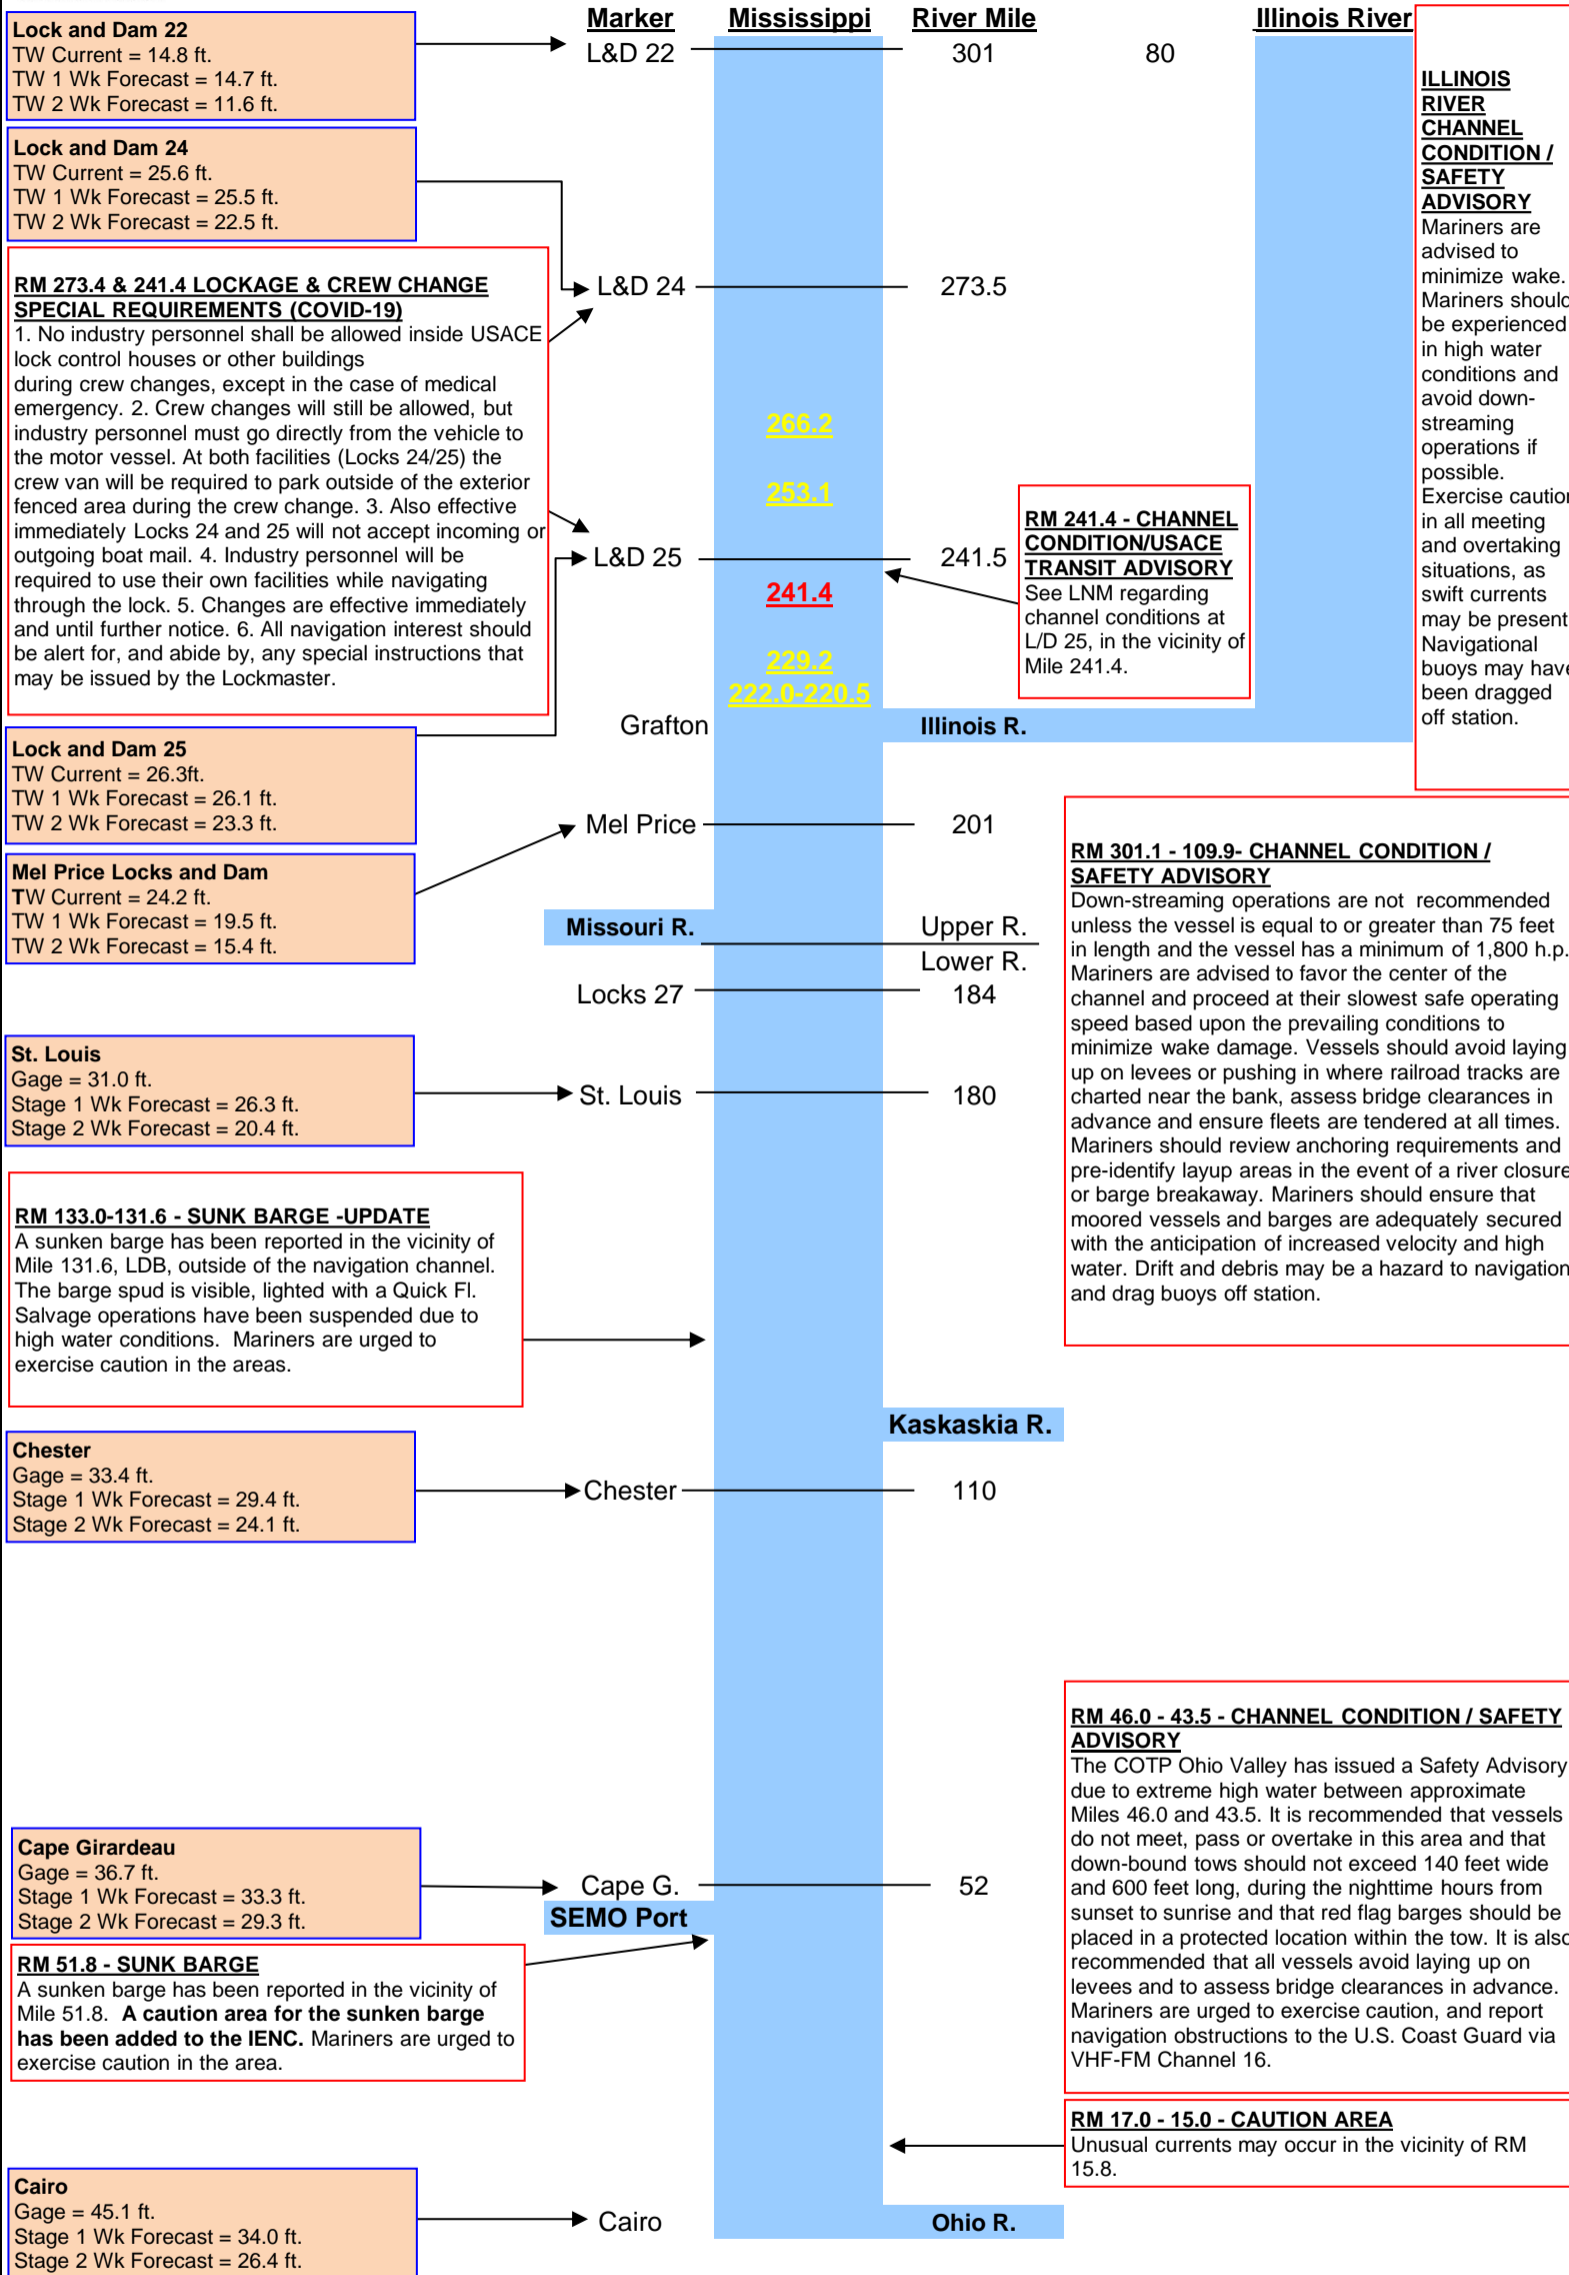 Marker Mississippi River Mile Illinois River
Lock and Dam 22
TW Current = 14.8 ft.
TW 1 Wk Forecast = 14.7 ft.
TW 2 Wk Forecast = 11.6 ft.
L&D 22 301 80
Lock and Dam 24
TW Current = 25.6 ft.
TW 1 Wk Forecast = 25.5 ft.
TW 2 Wk Forecast = 22.5 ft.
RM 273.4 & 241.4 LOCKAGE & CREW CHANGE
SPECIAL REQUIREMENTS (COVID-19)
1. No industry personnel shall be allowed inside USACE
lock control houses or other buildings
during crew changes, except in the case of medical
emergency. 2. Crew changes will still be allowed, but
industry personnel must go directly from the vehicle to
the motor vessel. At both facilities (Locks 24/25) the
crew van will be required to park outside of the exterior
fenced area during the crew change. 3. Also effective
immediately Locks 24 and 25 will not accept incoming or
outgoing boat mail. 4. Industry personnel will be
required to use their own facilities while navigating
through the lock. 5. Changes are effective immediately
and until further notice. 6. All navigation interest should
be alert for, and abide by, any special instructions that
may be issued by the Lockmaster.
L&D 24 273.5
266.2
253.1
L&D 25 241.5
241.4
229.2
222.0-220.5
RM 241.4 - CHANNEL
CONDITION/USACE
TRANSIT ADVISORY
See LNM regarding
channel conditions at
L/D 25, in the vicinity of
Mile 241.4.
ILLINOIS
RIVER
CHANNEL
CONDITION /
SAFETY
ADVISORY
Mariners are
advised to
minimize wake.
Mariners should
be experienced
in high water
conditions and
avoid down-
streaming
operations if
possible.
Exercise caution
in all meeting
and overtaking
situations, as
swift currents
may be present
Navigational
buoys may have
been dragged
off station.
Grafton Illinois R.
Lock and Dam 25
TW Current = 26.3ft.
TW 1 Wk Forecast = 26.1 ft.
TW 2 Wk Forecast = 23.3 ft.
Mel Price 201
Mel Price Locks and Dam
TW Current = 24.2 ft.
TW 1 Wk Forecast = 19.5 ft.
TW 2 Wk Forecast = 15.4 ft.
RM 301.1 - 109.9- CHANNEL CONDITION /
SAFETY ADVISORY
Down-streaming operations are not recommended
unless the vessel is equal to or greater than 75 feet
in length and the vessel has a minimum of 1,800 h.p.
Mariners are advised to favor the center of the
channel and proceed at their slowest safe operating
speed based upon the prevailing conditions to
minimize wake damage. Vessels should avoid laying
up on levees or pushing in where railroad tracks are
charted near the bank, assess bridge clearances in
advance and ensure fleets are tendered at all times.
Mariners should review anchoring requirements and
pre-identify layup areas in the event of a river closure
or barge breakaway. Mariners should ensure that
moored vessels and barges are adequately secured
with the anticipation of increased velocity and high
water. Drift and debris may be a hazard to navigation
and drag buoys off station.
Missouri R. Upper R.
Lower R.
Locks 27 184
St. Louis
Gage = 31.0 ft.
Stage 1 Wk Forecast = 26.3 ft.
Stage 2 Wk Forecast = 20.4 ft.
St. Louis 180
RM 133.0-131.6 - SUNK BARGE -UPDATE
A sunken barge has been reported in the vicinity of
Mile 131.6, LDB, outside of the navigation channel.
The barge spud is visible, lighted with a Quick Fl.
Salvage operations have been suspended due to
high water conditions. Mariners are urged to
exercise caution in the areas.
Kaskaskia R.
Chester
Gage = 33.4 ft.
Stage 1 Wk Forecast = 29.4 ft.
Stage 2 Wk Forecast = 24.1 ft.
Chester 110
RM 46.0 - 43.5 - CHANNEL CONDITION / SAFETY
ADVISORY
The COTP Ohio Valley has issued a Safety Advisory
due to extreme high water between approximate
Miles 46.0 and 43.5. It is recommended that vessels
do not meet, pass or overtake in this area and that
down-bound tows should not exceed 140 feet wide
and 600 feet long, during the nighttime hours from
sunset to sunrise and that red flag barges should be
placed in a protected location within the tow. It is also
recommended that all vessels avoid laying up on
levees and to assess bridge clearances in advance.
Mariners are urged to exercise caution, and report
navigation obstructions to the U.S. Coast Guard via
VHF-FM Channel 16.
Cape Girardeau
Gage = 36.7 ft.
Stage 1 Wk Forecast = 33.3 ft.
Stage 2 Wk Forecast = 29.3 ft.
Cape G. 52
SEMO Port
RM 51.8 - SUNK BARGE
A sunken barge has been reported in the vicinity of
Mile 51.8. A caution area for the sunken barge
has been added to the IENC. Mariners are urged to
exercise caution in the area.
RM 17.0 - 15.0 - CAUTION AREA
Unusual currents may occur in the vicinity of RM
15.8.
Cairo
Gage = 45.1 ft.
Stage 1 Wk Forecast = 34.0 ft.
Stage 2 Wk Forecast = 26.4 ft.
Cairo Ohio R.